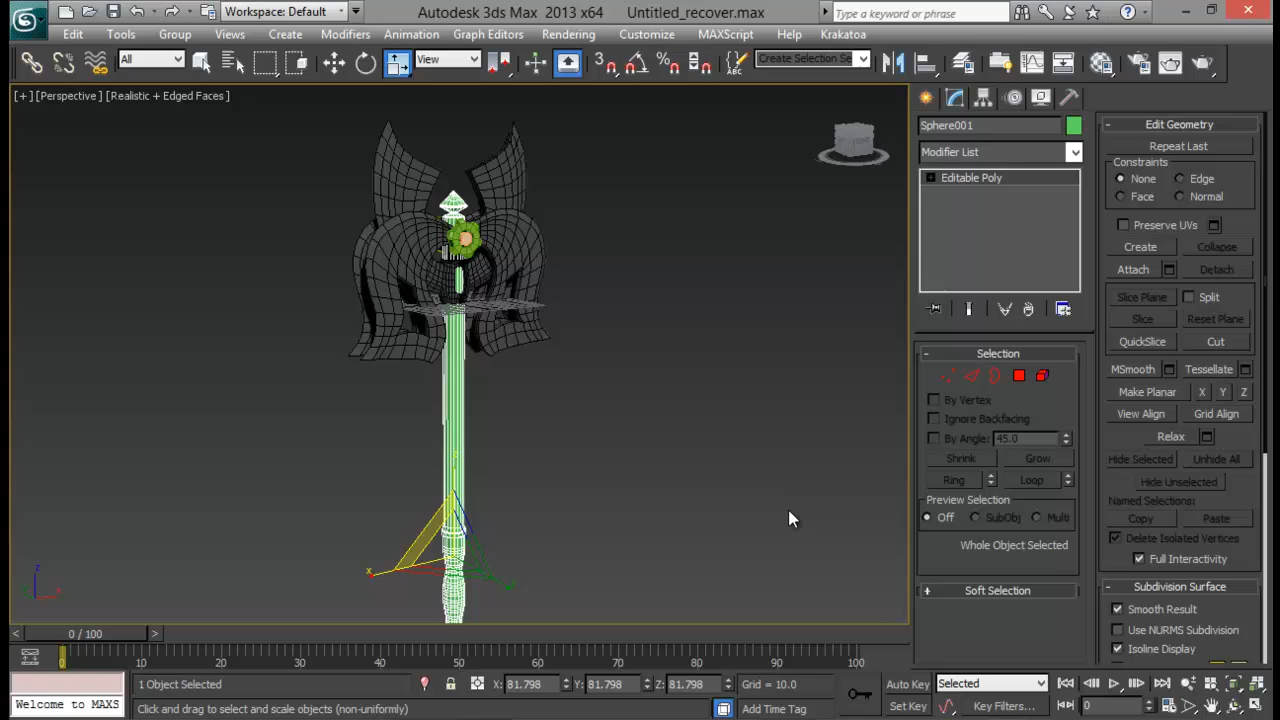 Workspace: Default
Autodesk 3ds Max 2013 x64
Untitled_recover.max
Type a keyword or phrase
Edit Tools Group Views Create Modifiers Animation Graph Editors Rendering Customize MAXScript Help Krakatoa
All
View
Create Selection Se
[+] [Perspective] [Realistic + Edged Faces]
Sphere001
Modifier List
Editable Poly
Selection
By Vertex
Ignore Backfacing
By Angle: 45.0
Shrink Grow
Ring Loop
Preview Selection
Off SubObj Multi
Whole Object Selected
Soft Selection
Edit Geometry
Repeat Last
Constraints
None Edge
Face Normal
Preserve UVs
Create Collapse
Attach Detach
Slice Plane Split
Slice Reset Plane
QuickSlice Cut
MSmooth Tessellate
Make Planar X Y Z
View Align Grid Align
Relax
Hide Selected Unhide All
Hide Unselected
Named Selections:
Copy Paste
Delete Isolated Vertices
Full Interactivity
Subdivision Surface
Smooth Result
Use NURMS Subdivision
Isoline Display
x
z
x
0 / 100
0 10 20 30 40 50 60 70 80 90 100
1 Object Selected X: 81.798 Y: 81.798 Z: 81.798 Grid = 10.0 Auto Key Selected
Welcome to MAXS Click and drag to select and scale objects (non-uniformly) Add Time Tag Set Key Key Filters... 0